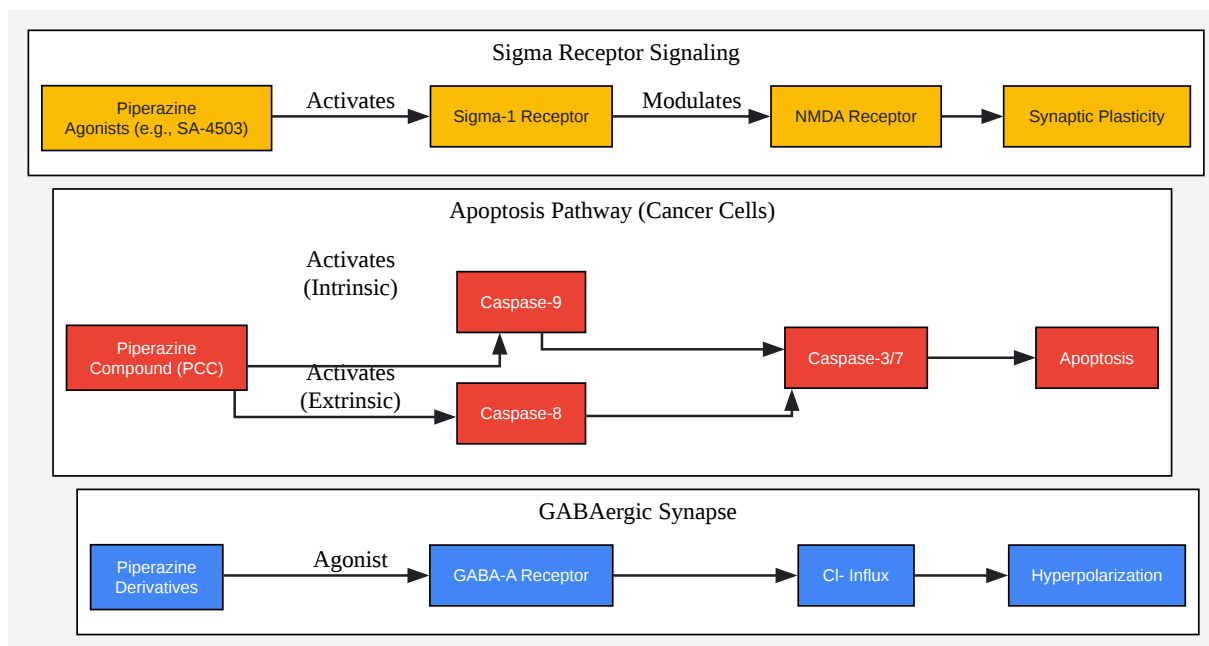 Sigma Receptor Signaling
Piperazine
Agonists (e.g., SA-4503)
Activates
Sigma-1 Receptor
Modulates
NMDA Receptor
Synaptic Plasticity
Apoptosis Pathway (Cancer Cells)
Piperazine
Compound (PCC)
Activates
(Intrinsic)
Caspase-9
Activates
(Extrinsic)
Caspase-8
Caspase-3/7
Apoptosis
GABAergic Synapse
Piperazine
Derivatives
Agonist
GABA-A Receptor
Cl- Influx
Hyperpolarization